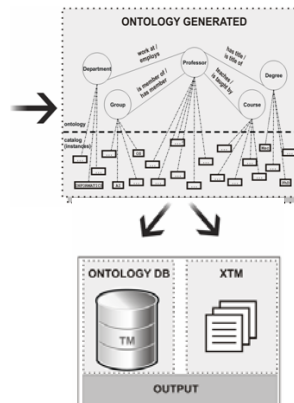 ONTOLOGY GENERATED
work at /
employs
has title /
is title of
Department
Professor
Degree
is member of /
has member
teaches /
is taught by
Group
Course
ontology
catalog
(instances)
INFORMATICS
ONTOLOGY DB
XTM
TM
OUTPUT